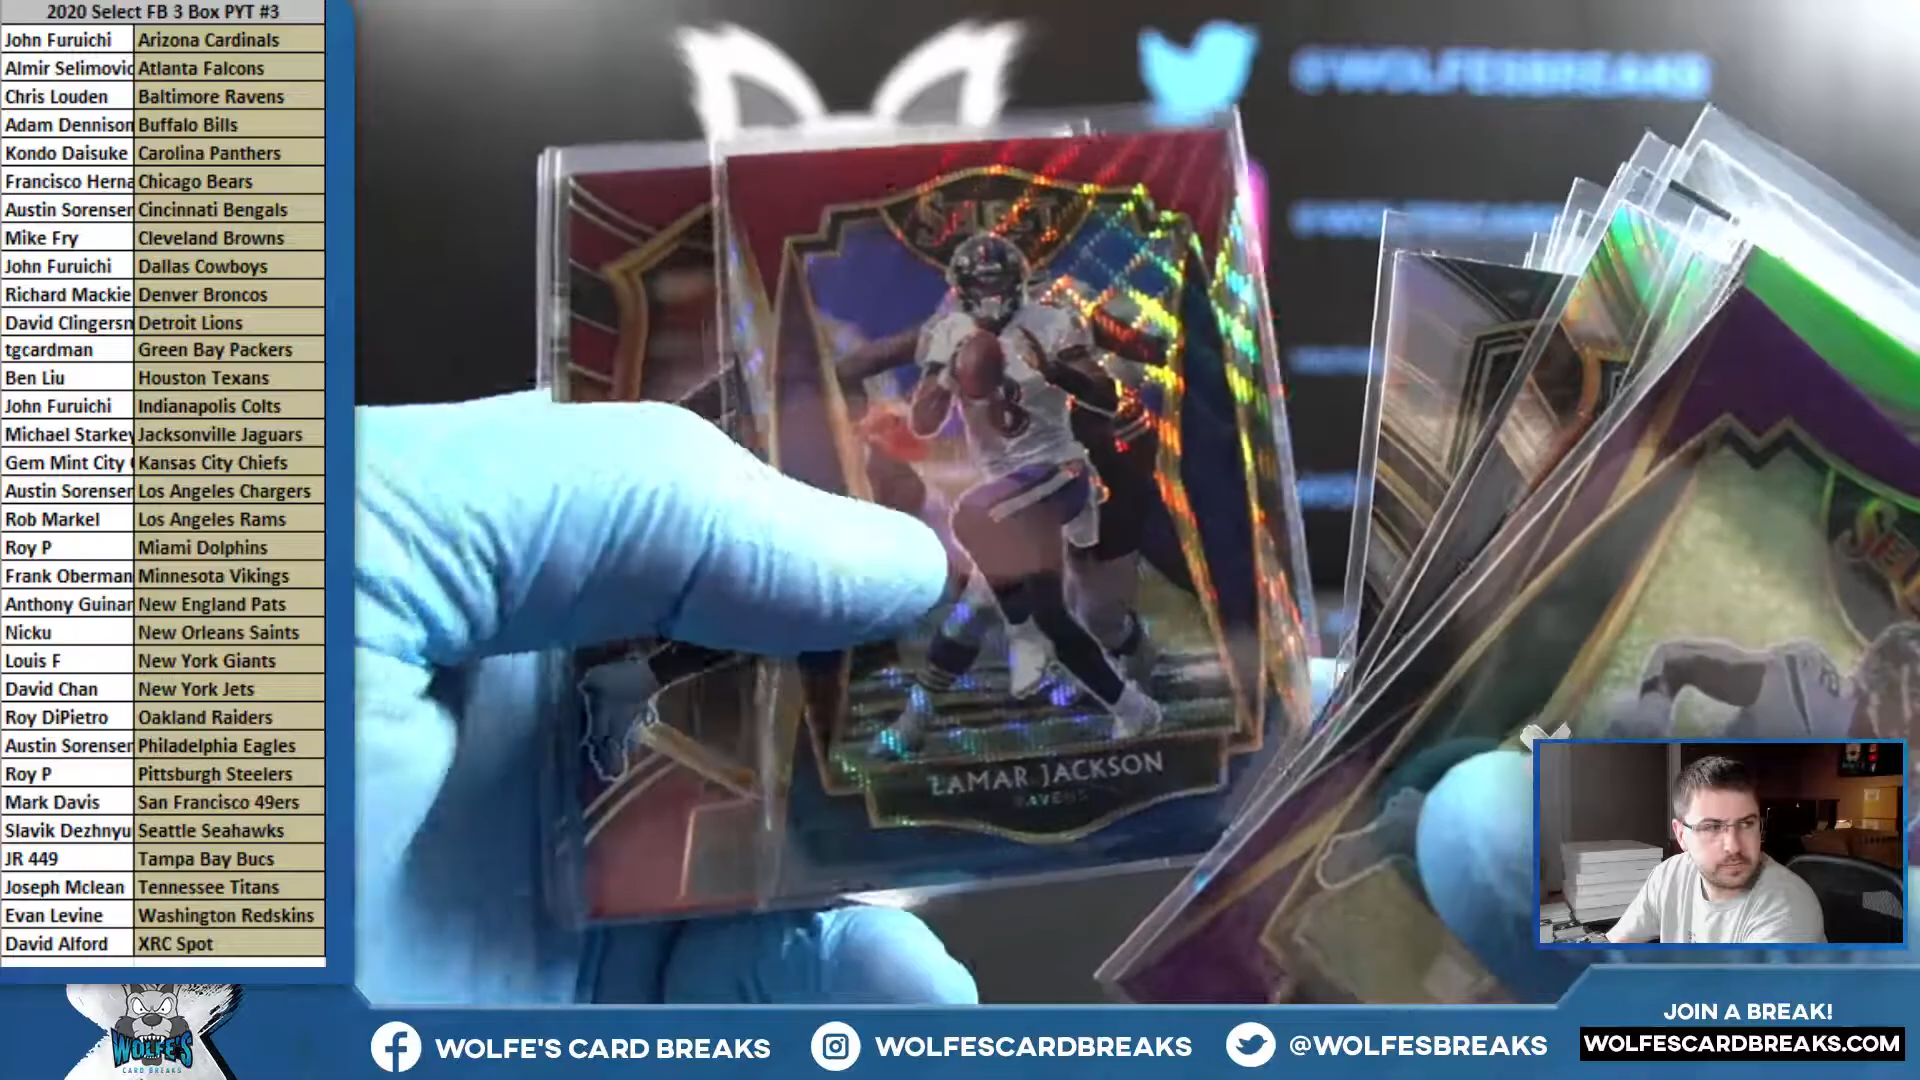 2020 Select FB 3 Box PYT #3
John Furuichi Arizona Cardinals
Almir Selimovic Atlanta Falcons
Chris Louden Baltimore Ravens
Adam Dennison Buffalo Bills
Kondo Daisuke Carolina Panthers
Francisco Herna Chicago Bears
Austin Sorensen Cincinnati Bengals
Mike Fry Cleveland Browns
John Furuichi Dallas Cowboys
Richard Mackie Denver Broncos
David Clingersm Detroit Lions
tgcardman Green Bay Packers
Ben Liu Houston Texans
John Furuichi Indianapolis Colts
Michael Starkey Jacksonville Jaguars
Gem Mint City Kansas City Chiefs
Austin Sorensen Los Angeles Chargers
Rob Markel Los Angeles Rams
Roy P Miami Dolphins
Frank Oberman Minnesota Vikings
Anthony Guinar New England Pats
Nicku New Orleans Saints
Louis F New York Giants
David Chan New York Jets
Roy DiPietro Oakland Raiders
Austin Sorensen Philadelphia Eagles
Roy P Pittsburgh Steelers
Mark Davis San Francisco 49ers
Slavik Dezhnyu Seattle Seahawks
JR 449 Tampa Bay Bucs
Joseph Mclean Tennessee Titans
Evan Levine Washington Redskins
David Alford XRC Spot
@WOLFESBREAKS
SELECT
8
LAMAR JACKSON
RAVENS
WOLFE'S
CARD BREAKS
WOLFE'S CARD BREAKS
WOLFESCARDBREAKS
@WOLFESBREAKS
JOIN A BREAK!
WOLFESCARDBREAKS.COM